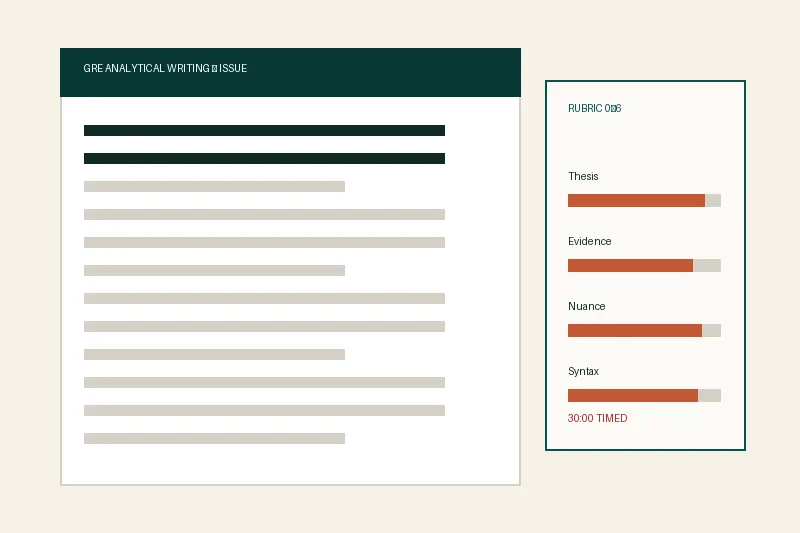 GRE ANALYTICAL WRITING ▯ ISSUE
RUBRIC 0▯6
Thesis
Evidence
Nuance
Syntax
30:00 TIMED